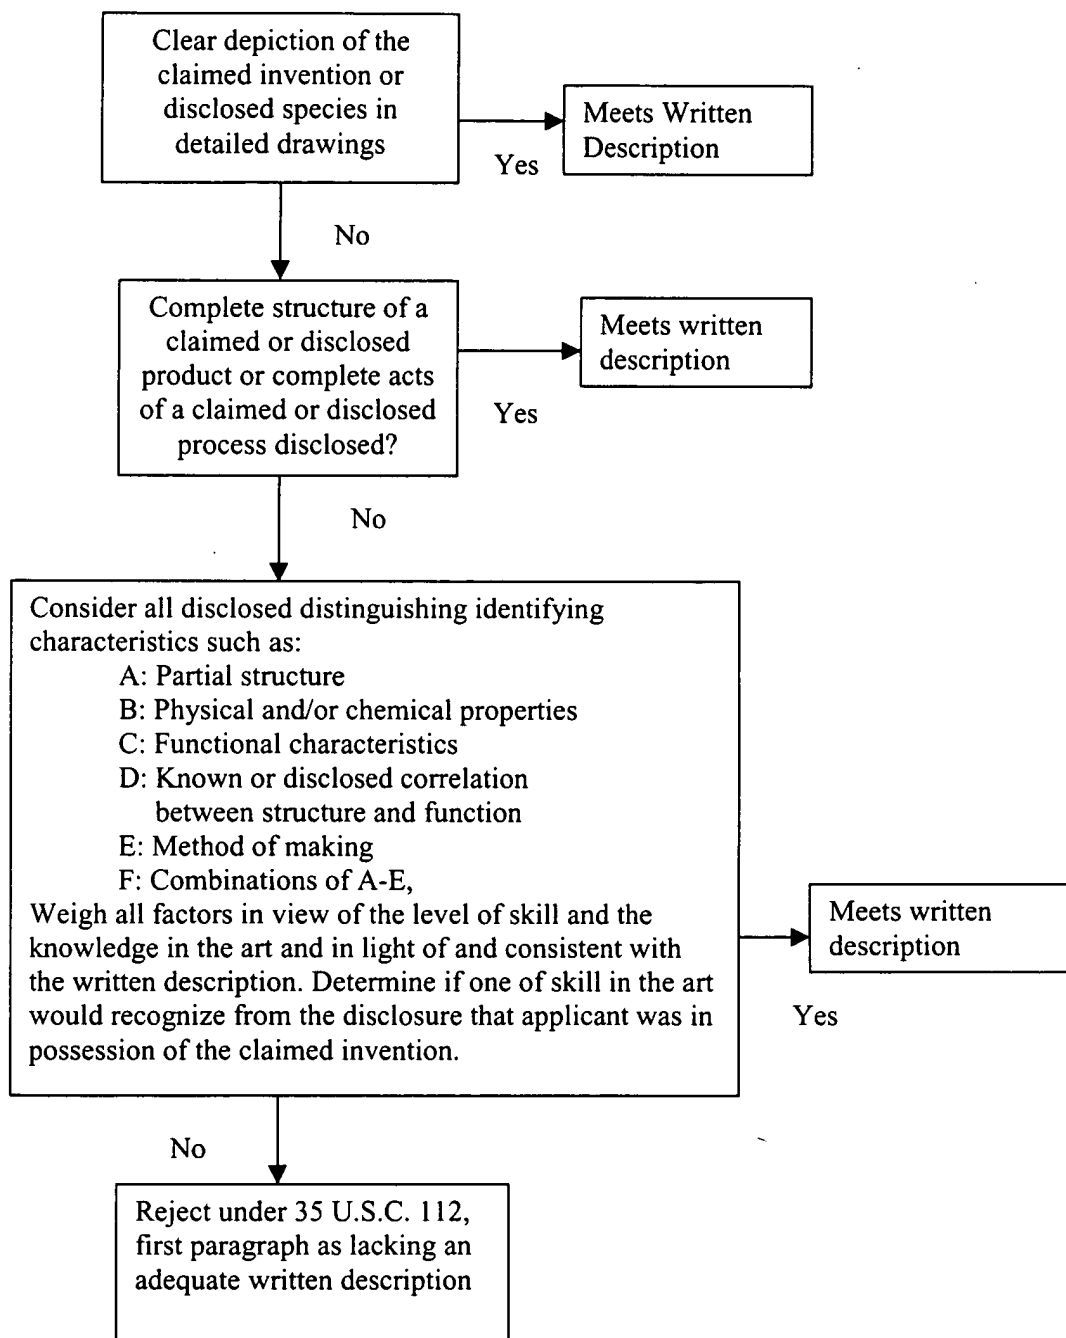 Clear depiction of the
claimed invention or
disclosed species in
detailed drawings
Meets Written
Description
Yes
No
Complete structure of a
claimed or disclosed
product or complete acts
of a claimed or disclosed
process disclosed?
Meets written
description
Yes
No
Consider all disclosed distinguishing identifying
characteristics such as:
A: Partial structure
B: Physical and/or chemical properties
C: Functional characteristics
D: Known or disclosed correlation
between structure and function
E: Method of making
F: Combinations of A-E,
Weigh all factors in view of the level of skill and the
knowledge in the art and in light of and consistent with
the written description. Determine if one of skill in the art
would recognize from the disclosure that applicant was in
possession of the claimed invention.
Meets written
description
Yes
No
Reject under 35 U.S.C. 112,
first paragraph as lacking an
adequate written description